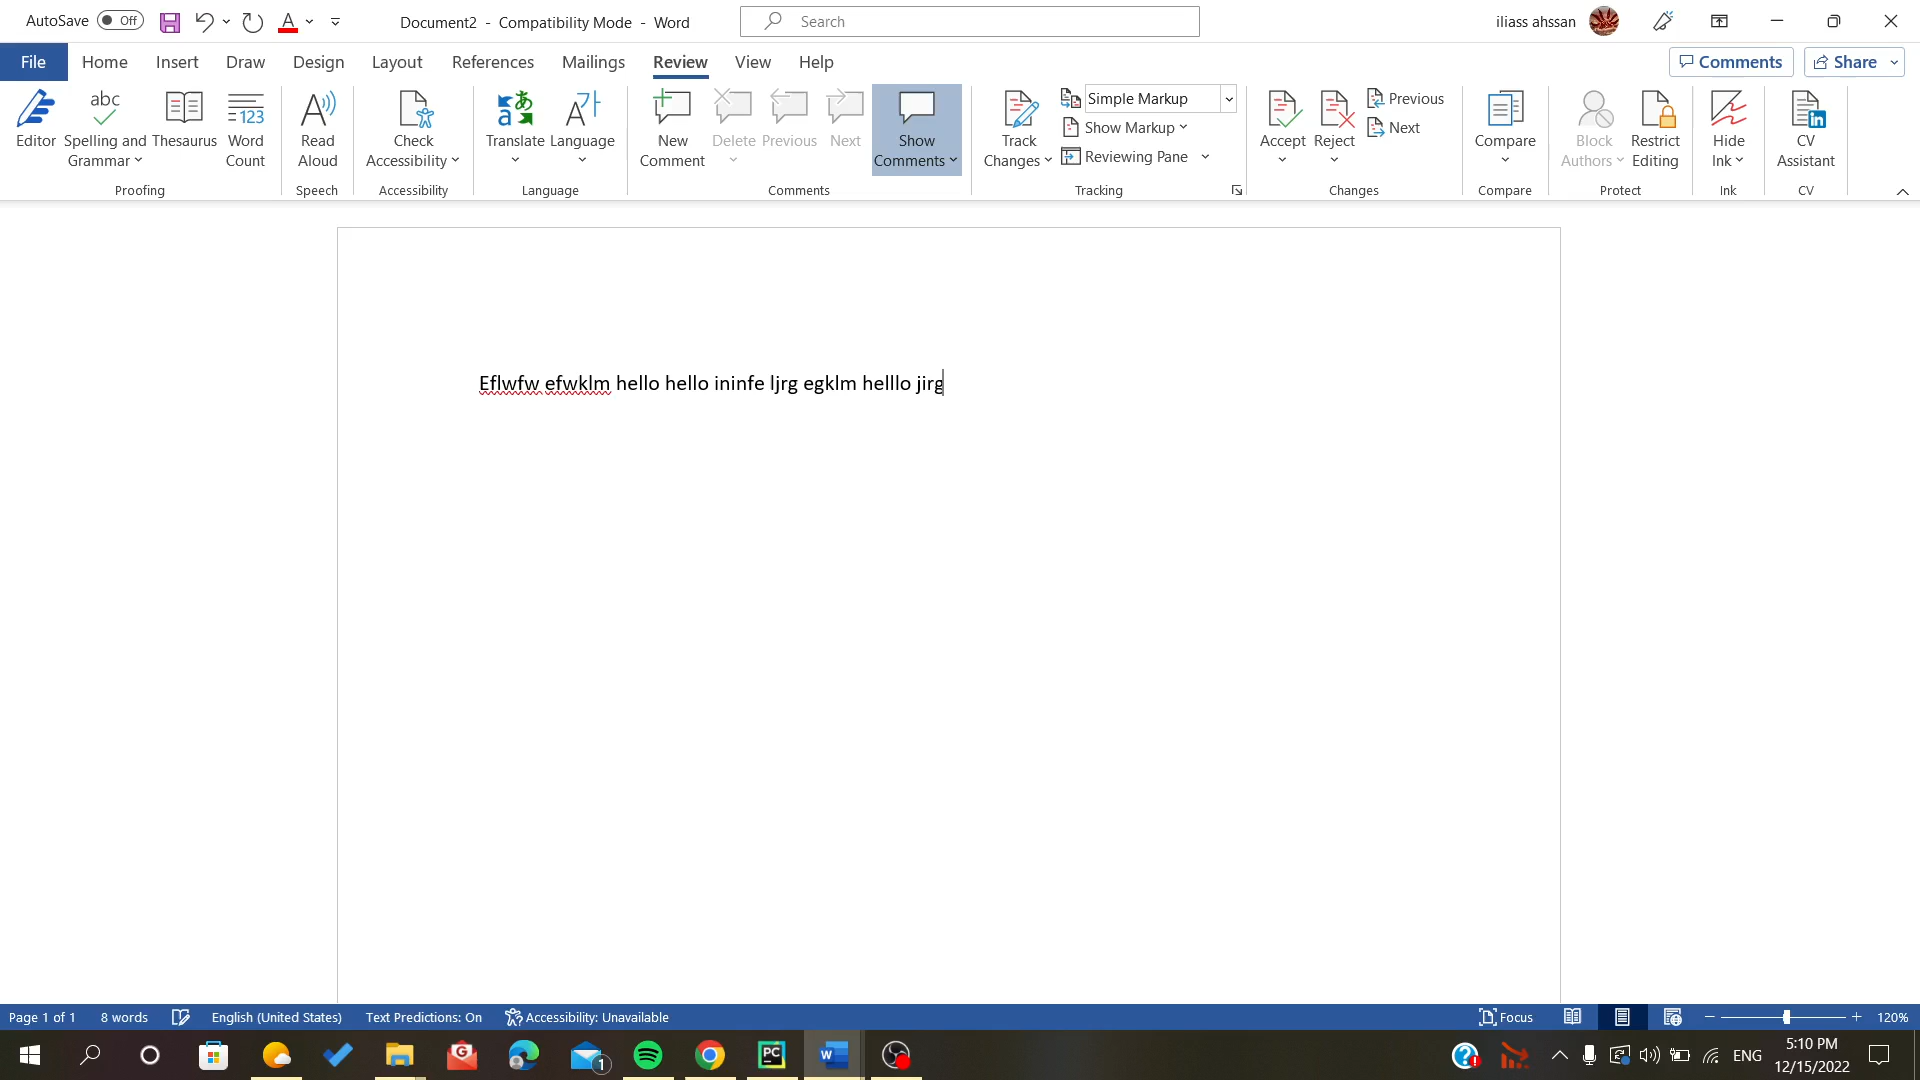 AutoSave Off Document2 - Compatibility Mode - Word Search iliass ahssan
File Home Insert Draw Design Layout References Mailings Review View Help Comments Share
abc 123 Simple Markup Previous
Editor Spelling and Thesaurus Word Read Check Translate Language New Delete Previous Next Show Track Show Markup Accept Reject Next Compare Block Restrict Hide CV
Grammar Count Aloud Accessibility Comment Comments Changes Reviewing Pane Authors Editing Ink Assistant
Proofing Speech Accessibility Language Comments Tracking Changes Compare Protect Ink CV
Eflwfw efwklm hello hello ininfe ljrg egklm helllo jirg
Page 1 of 1 8 words English (United States) Text Predictions: On Accessibility: Unavailable Focus 120%
1 PC W ENG 5:10 PM
12/15/2022